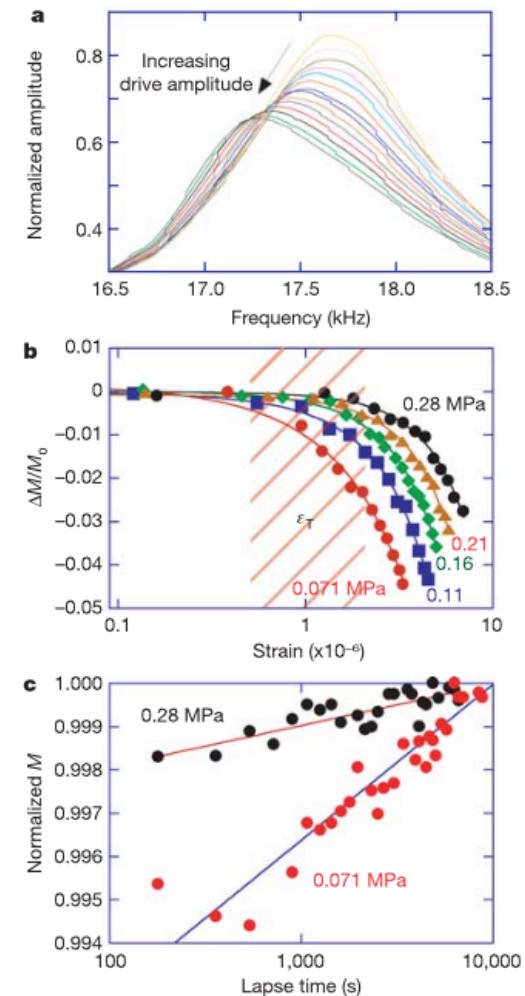 a
0.8
0.6
0.4
Normalized amplitude
Increasing
drive amplitude
16.5 17.0 17.5 18.0 18.5
Frequency (kHz)
b
0.01
0
−0.01
−0.02
−0.03
−0.04
−0.05
ΔM/M₀
0.28 MPa
εT
0.21
0.16
0.071 MPa
0.11
0.1 1 10
Strain (x10⁻⁶)
c
1.000
0.999
0.998
0.997
0.996
0.995
0.994
Normalized M
0.28 MPa
0.071 MPa
100 1,000 10,000
Lapse time (s)